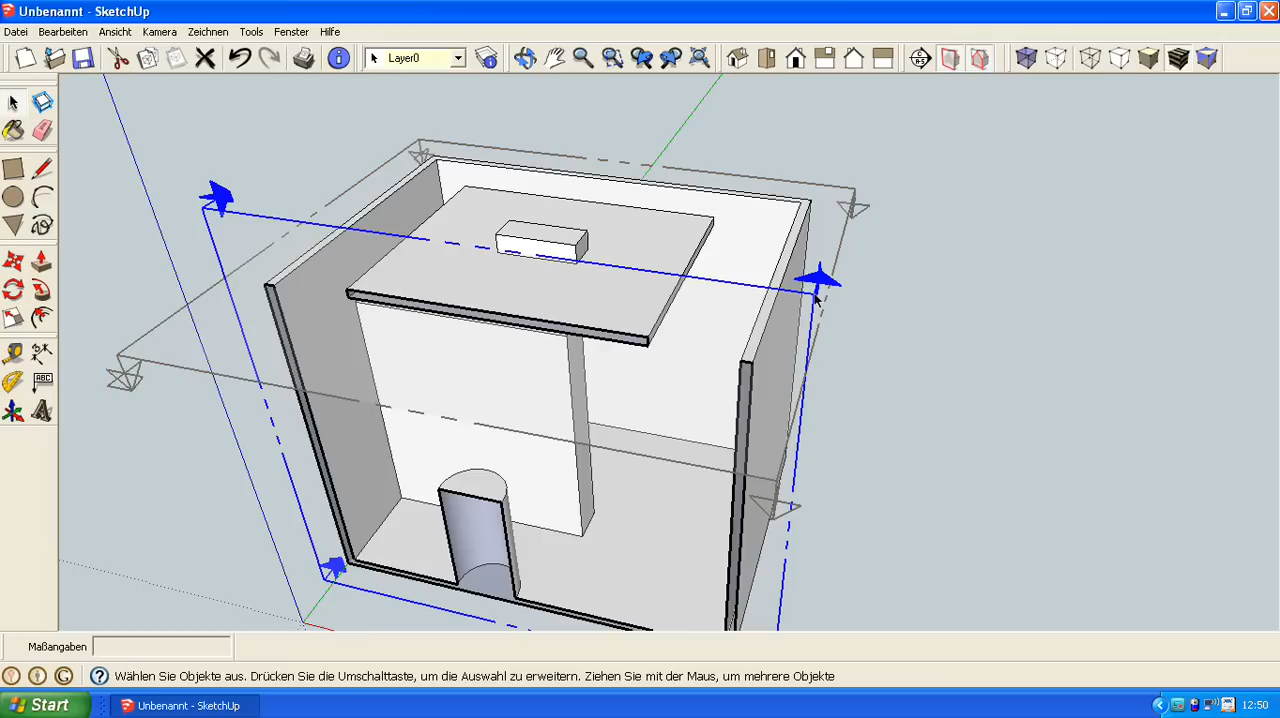 Unbenannt - SketchUp
Datei Bearbeiten Ansicht Kamera Zeichnen Tools Fenster Hilfe
Layer0
ABC
Maßangaben
Wählen Sie Objekte aus. Drücken Sie die Umschalttaste, um die Auswahl zu erweitern. Ziehen Sie mit der Maus, um mehrere Objekte
Start
Unbenannt - SketchUp
12:50